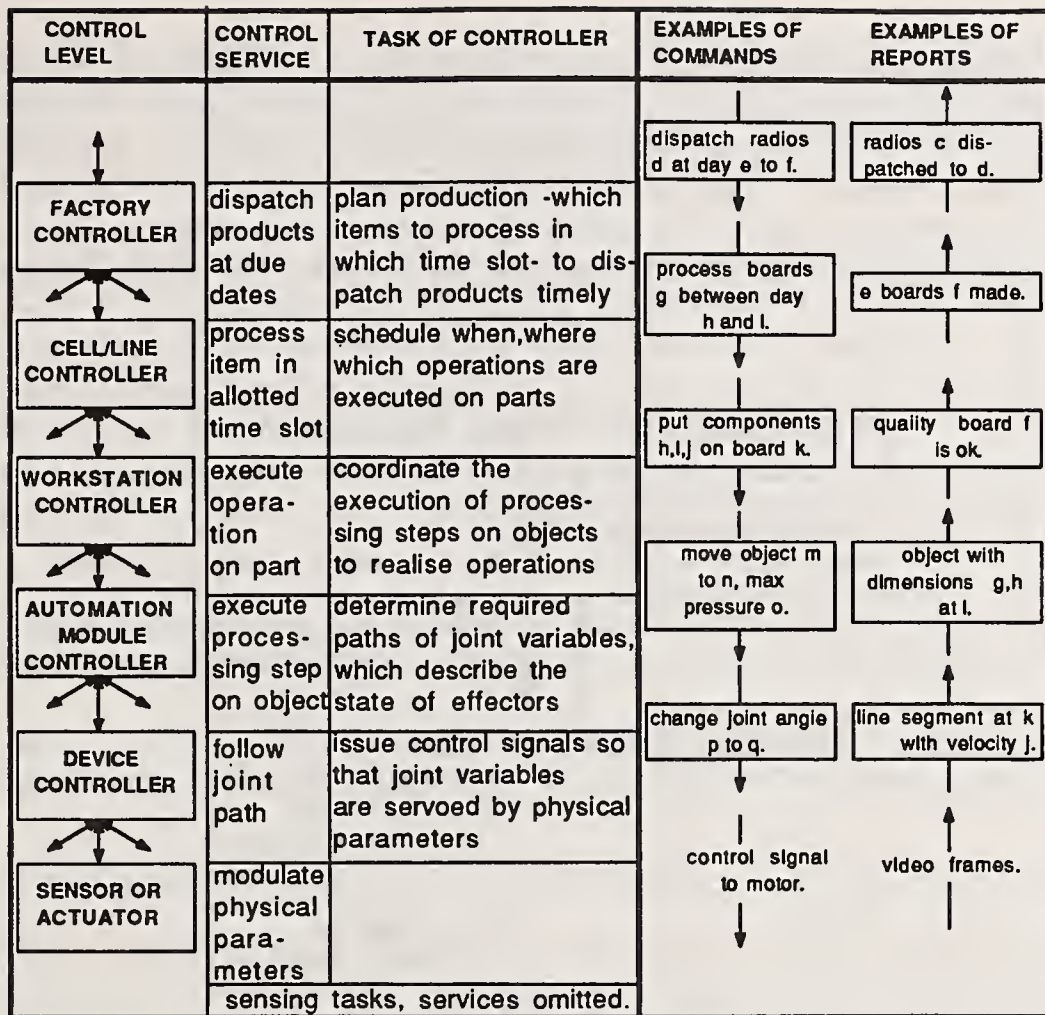 CONTROL
LEVEL
CONTROL
SERVICE
TASK OF CONTROLLER
EXAMPLES OF
COMMANDS
EXAMPLES OF
REPORTS
dispatch radios
d at day e to f.
radios c dis-
patched to d.
FACTORY
CONTROLLER
dispatch
products
at due
dates
plan production -which
items to process in
which time slot- to dis-
patch products timely
process boards
g between day
h and i.
e boards f made.
CELL/LINE
CONTROLLER
process
item in
allotted
time slot
schedule when,where
which operations are
executed on parts
put components
h,i,j on board k.
quality board f
is ok.
WORKSTATION
CONTROLLER
execute
opera-
tion
on part
coordinate the
execution of proces-
sing steps on objects
to realise operations
move object m
to n, max
pressure o.
object with
dimensions g,h
at i.
AUTOMATION
MODULE
CONTROLLER
execute
proces-
sing step
on object
determine required
paths of joint variables,
which describe the
state of effectors
change joint angle
p to q.
line segment at k
with velocity j.
DEVICE
CONTROLLER
follow
joint
path
issue control signals so
that joint variables
are servoed by physical
parameters
control signal
to motor.
video frames.
SENSOR OR
ACTUATOR
modulate
physical
para-
meters
sensing tasks, services omitted.